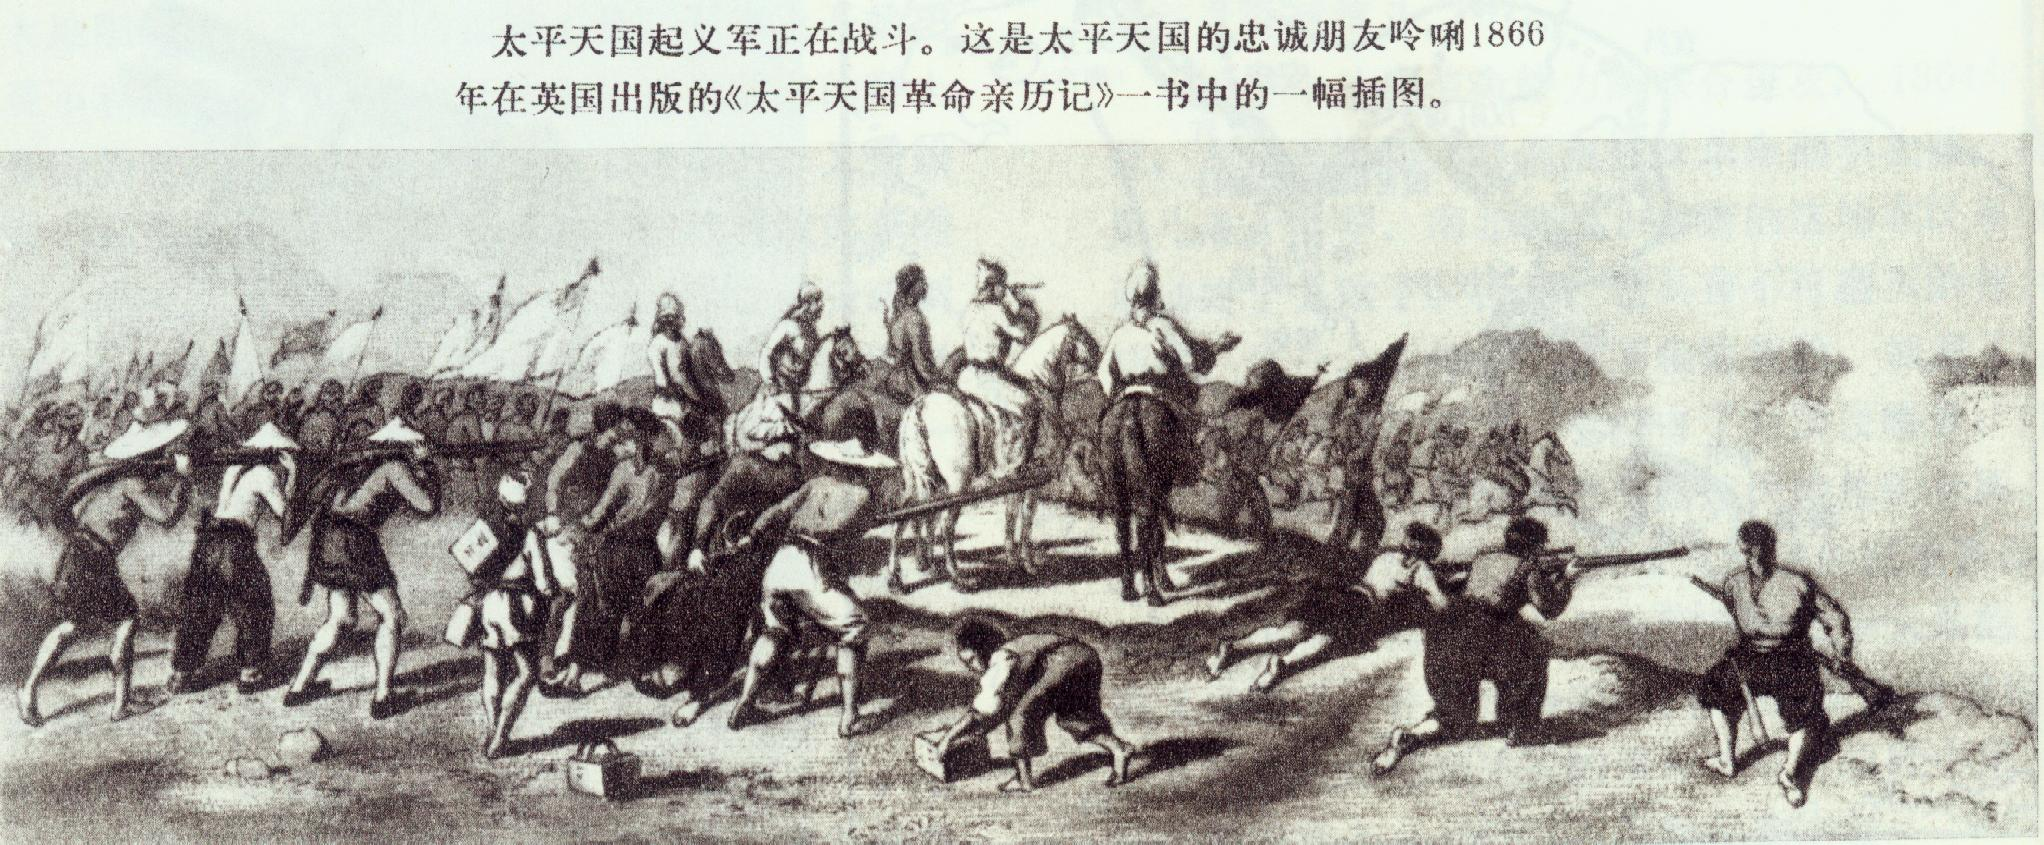 太平天国起义军正在战斗。这是太平天国的忠诚朋友呤唎1866
年在英国出版的《太平天国革命亲历记》一书中的一幅插图。